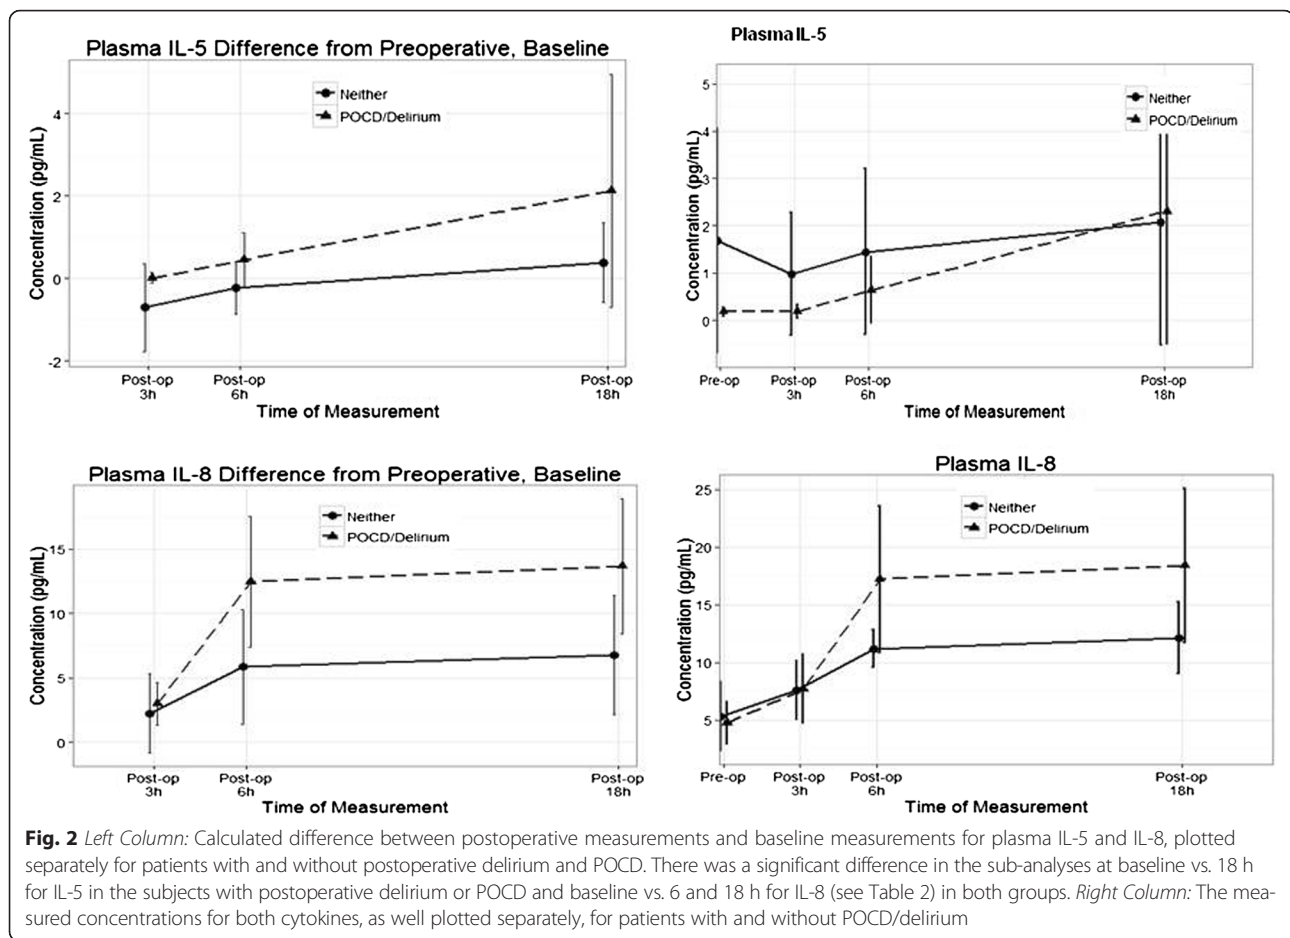 Plasma IL-5 Difference from Preoperative, Baseline
Concentration (pg/mL)
4
2
0
-2
Neither
POCD/Delirium
Post-op
3h
Post-op
6h
Post-op
18h
Time of Measurement
Plasma IL-5
Concentration (pg/mL)
5
4
3
2
1
0
Neither
POCD/Delirium
Pre-op
Post-op
3h
Post-op
6h
Post-op
18h
Time of Measurement
Plasma IL-8 Difference from Preoperative, Baseline
Concentration (pg/mL)
15
10
5
0
Neither
POCD/Delirium
Post-op
3h
Post-op
6h
Post-op
18h
Time of Measurement
Plasma IL-8
Concentration (pg/mL)
25
20
15
10
5
Neither
POCD/Delirium
Pre-op
Post-op
3h
Post-op
6h
Post-op
18h
Time of Measurement
Fig. 2 Left Column: Calculated difference between postoperative measurements and baseline measurements for plasma IL-5 and IL-8, plotted
separately for patients with and without postoperative delirium and POCD. There was a significant difference in the sub-analyses at baseline vs. 18 h
for IL-5 in the subjects with postoperative delirium or POCD and baseline vs. 6 and 18 h for IL-8 (see Table 2) in both groups. Right Column: The mea-
sured concentrations for both cytokines, as well plotted separately, for patients with and without POCD/delirium